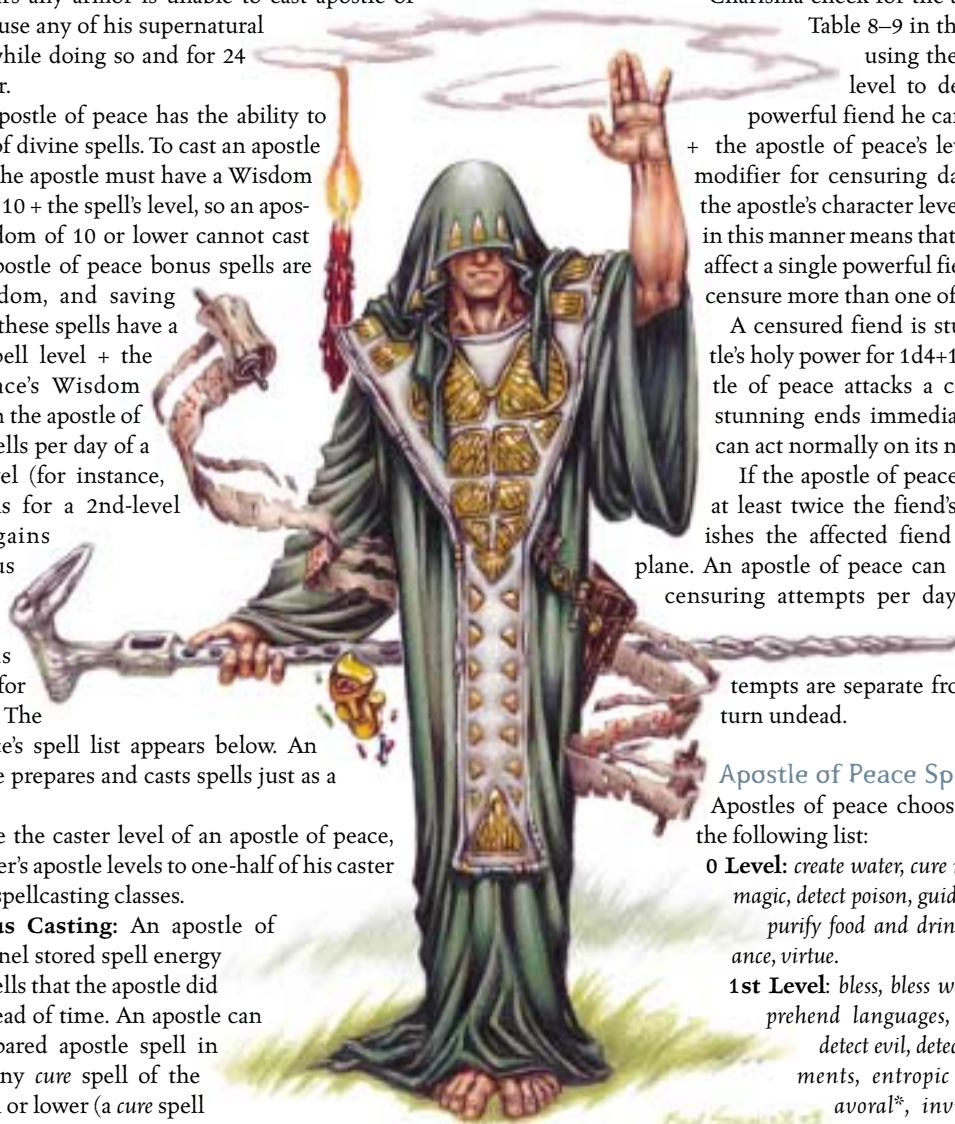 any armor is unable to cast apostle of
use any of his supernatural
while doing so and for 24
r.
postle of peace has the ability to
of divine spells. To cast an apostle
he apostle must have a Wisdom
10 + the spell’s level, so an apos-
dom of 10 or lower cannot cast
postle of peace bonus spells are
dom, and saving
these spells have a
pell level + the
nce’s Wisdom
n the apostle of
ells per day of a
vel (for instance,
ls for a 2nd-level
gains
us
is
for
The
ce’s spell list appears below. An
e prepares and casts spells just as a
e the caster level of an apostle of peace,
er’s apostle levels to one-half of his caster
spellcasting classes.
us Casting: An apostle of
nel stored spell energy
ells that the apostle did
ead of time. An apostle can
pared apostle spell in
ny cure spell of the
l or lower (a cure spell
Charisma check for the
Table 8–9 in th
using the
level to de
powerful fiend he ca
+ the apostle of peace’s lev
modifier for censuring da
the apostle’s character leve
in this manner means that
affect a single powerful fie
censure more than one of
A censured fiend is stu
tle’s holy power for 1d4+1
tle of peace attacks a c
stunning ends immedia
can act normally on its n
If the apostle of peace
at least twice the fiend’s
ishes the affected fiend
plane. An apostle of peace can
censuring attempts per day
tempts are separate fro
turn undead.
Apostle of Peace Spe
Apostles of peace choos
the following list:
0 Level: create water, cure
magic, detect poison, guid
purify food and drin
ance, virtue.
1st Level: bless, bless w
prehend languages,
detect evil, detec
ments, entropic
avoral*, inv